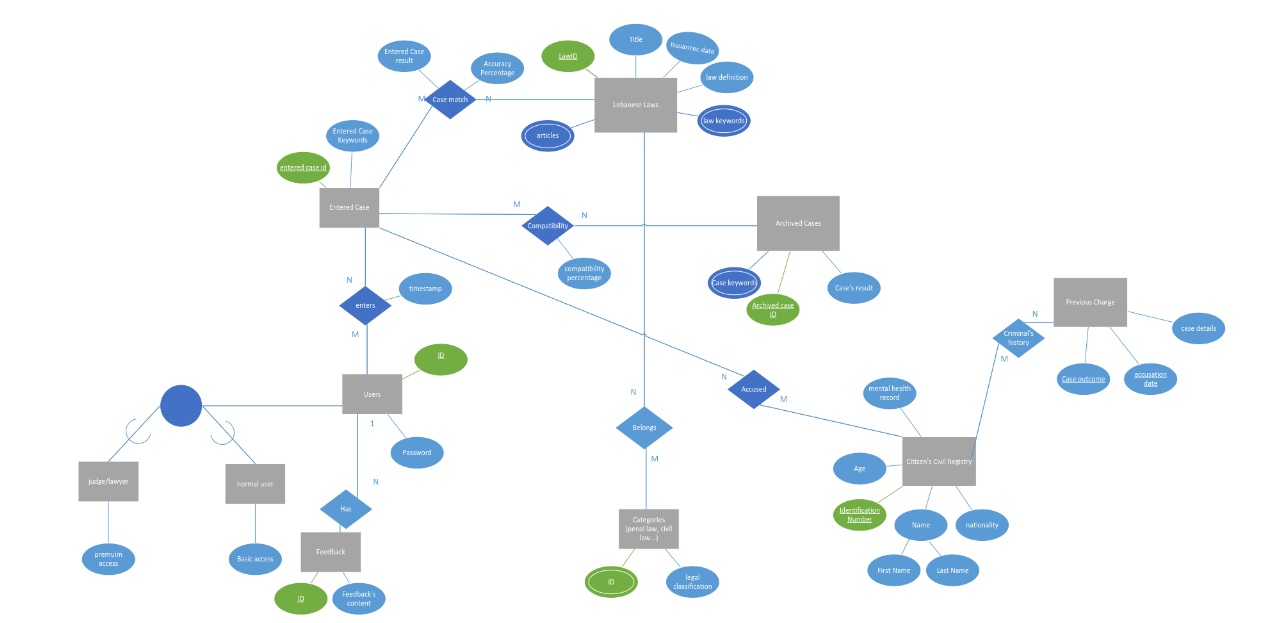 Title
Issuancec date
Entered Case
result
LawID
Accuracy
Percentage
law definition
M
Case match
N
Lebanese Laws
articles
law keywords
Entered Case
Keywords
entered case id
Entered Case
M
Compatibility
N
Archived Cases
compatibility
percentage
Case keywords
Archived case
ID
Case's result
N
timestamp
enters
M
Previous Charge
N
Criminal's
history
M
case details
Case outcome
accusation
date
ID
Users
1
Password
N
Accused
M
mental health
record
N
Belongs
M
Citizen's Civil Registry
Age
Identification
Number
Name
nationality
First Name
Last Name
judge/lawyer
normal user
N
Has
premuim
access
Basic access
Feedback
ID
Feedback's
content
Categories
(penal law, civil
law...)
ID
legal
classification